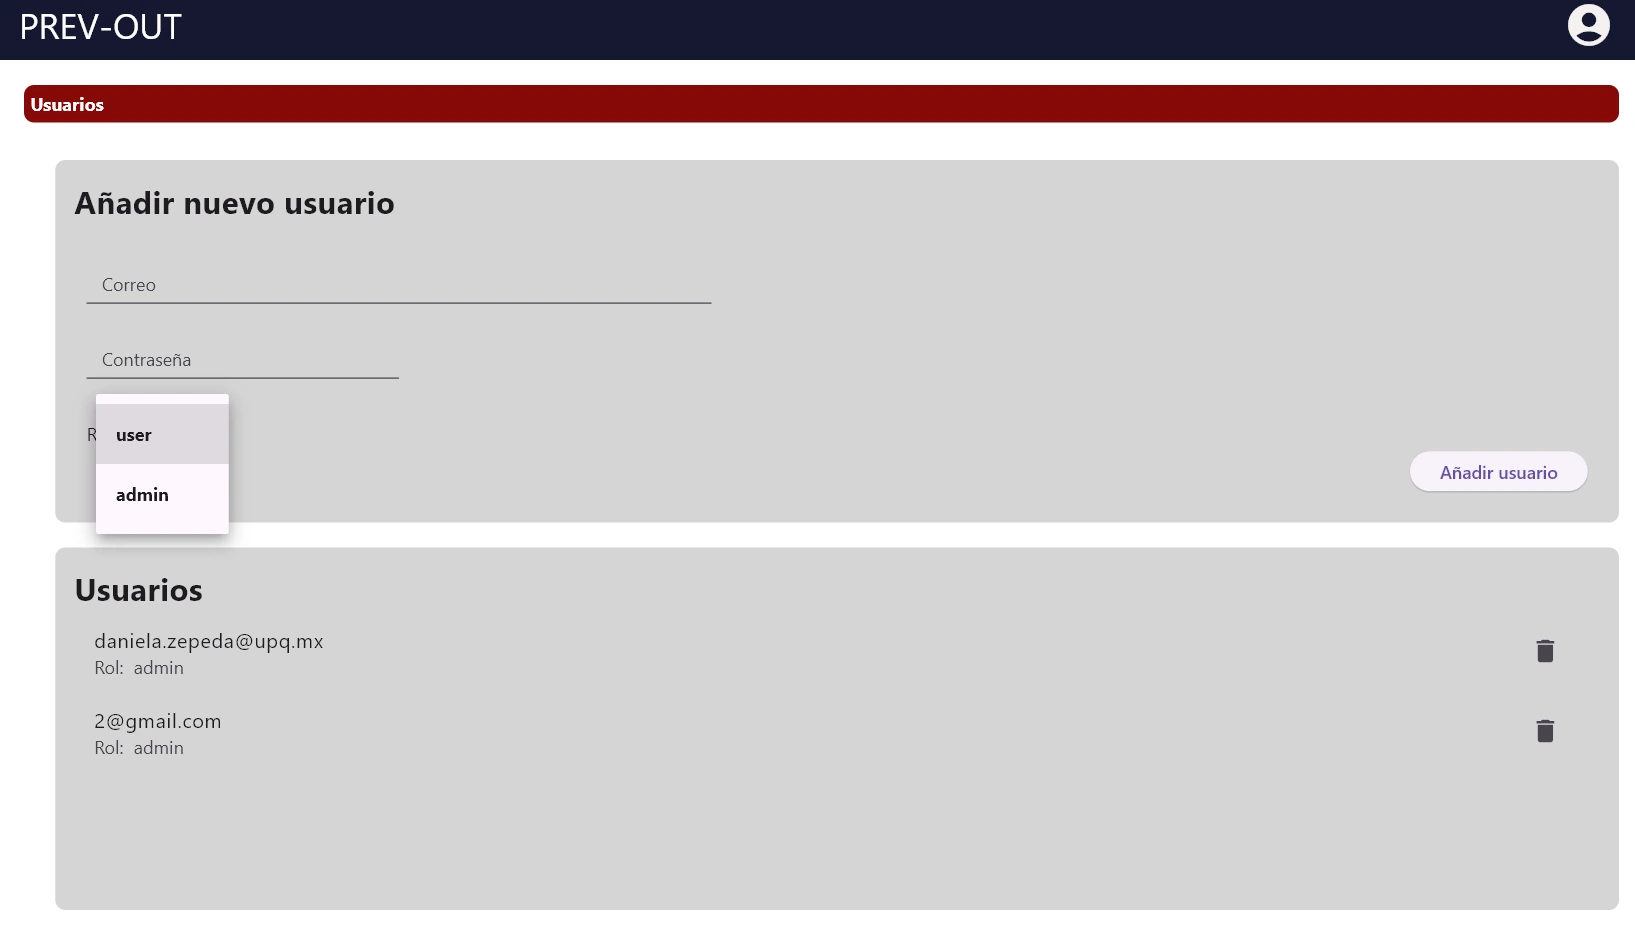 PREV-OUT
Usuarios
Añadir nuevo usuario
Correo
Contraseña
user
admin
Añadir usuario
Usuarios
daniela.zepeda@upq.mx
Rol: admin
2@gmail.com
Rol: admin